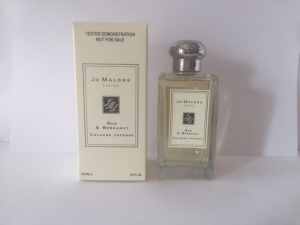 TESTER DEMONSTRATION
NOT FOR SALE
JO MALONE
LONDON
OUD
& BERGAMOT
COLOGNE INTENSE
JO MALONE
LONDON
OUD
& BERGAMOT
COLOGNE INTENSE